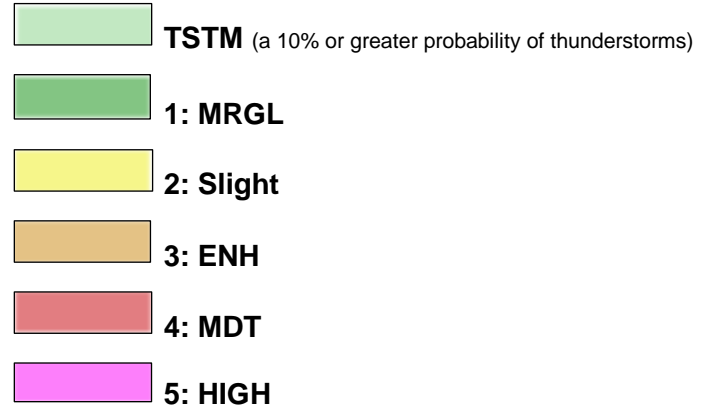 TSTM (a 10% or greater probability of thunderstorms)
1: MRGL
2: Slight
3: ENH
4: MDT
5: HIGH